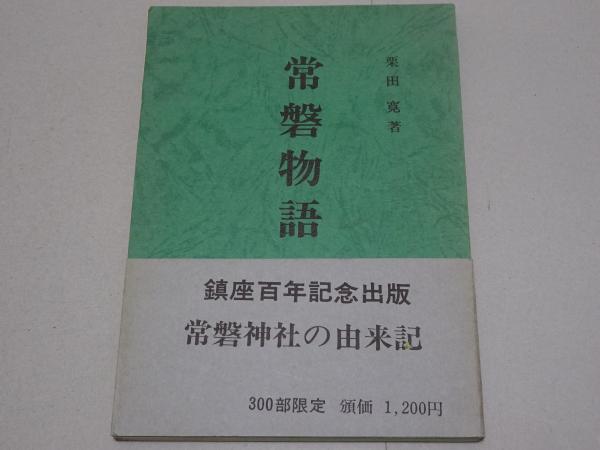 栗田 寛 著
常磐物語
鎮座百年記念出版
常磐神社の由来記
300部限定 頒価 1,200円